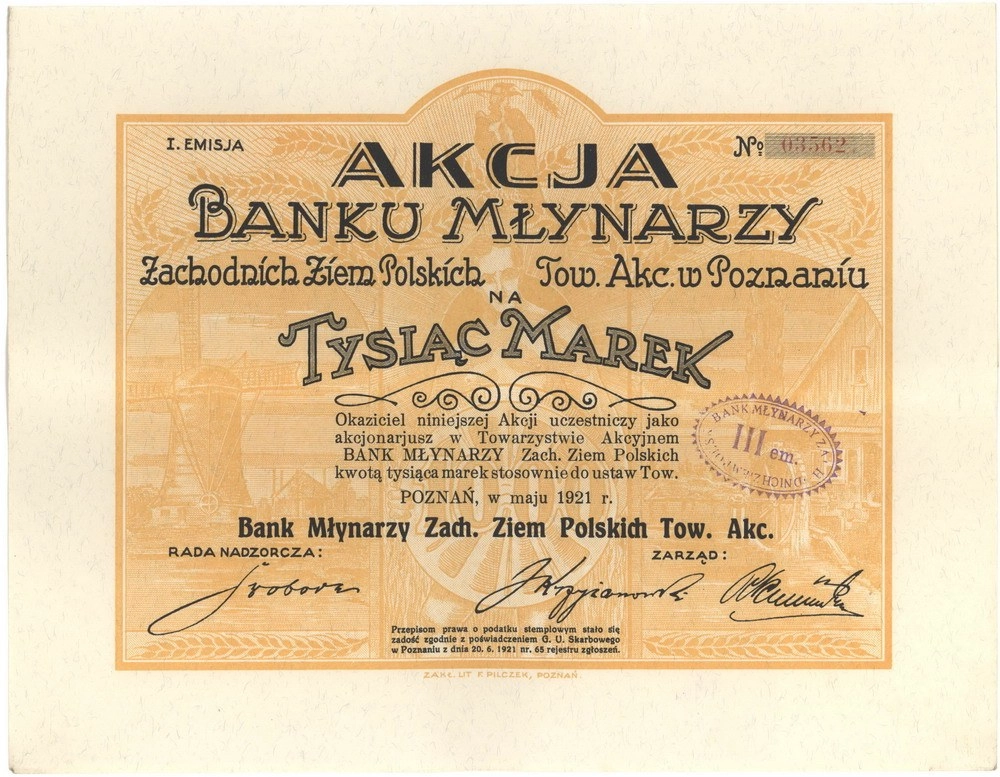 I. EMISJA
№ 03562
AKCJA
BANKU MŁYNARZY
Zachodnich Ziem Polskich Tow. Akc. w Poznaniu
NA
TYSIĄC MAREK
Okaziciel niniejszej Akcji uczestniczy jako
akcjonarjusz w Towarzystwie Akcyjnem
BANK MŁYNARZY Zach. Ziem Polskich
kwotą tysiąca marek stosownie do ustaw Tow.
POZNAŃ, w maju 1921 r.
BANK MŁYNARZY
III em.
Bank Młynarzy Zach. Ziem Polskich Tow. Akc.
RADA NADZORCZA:
ZARZĄD:
Przepisom prawa o podatku stemplowym stało się
zadość zgodnie z poświadczeniem G. U. Skarbowego
w Poznaniu z dnia 20. 6. 1921 nr. 65 rejestru zgłoszeń.
ZAKŁ. LIT F. PILCZEK, POZNAŃ.